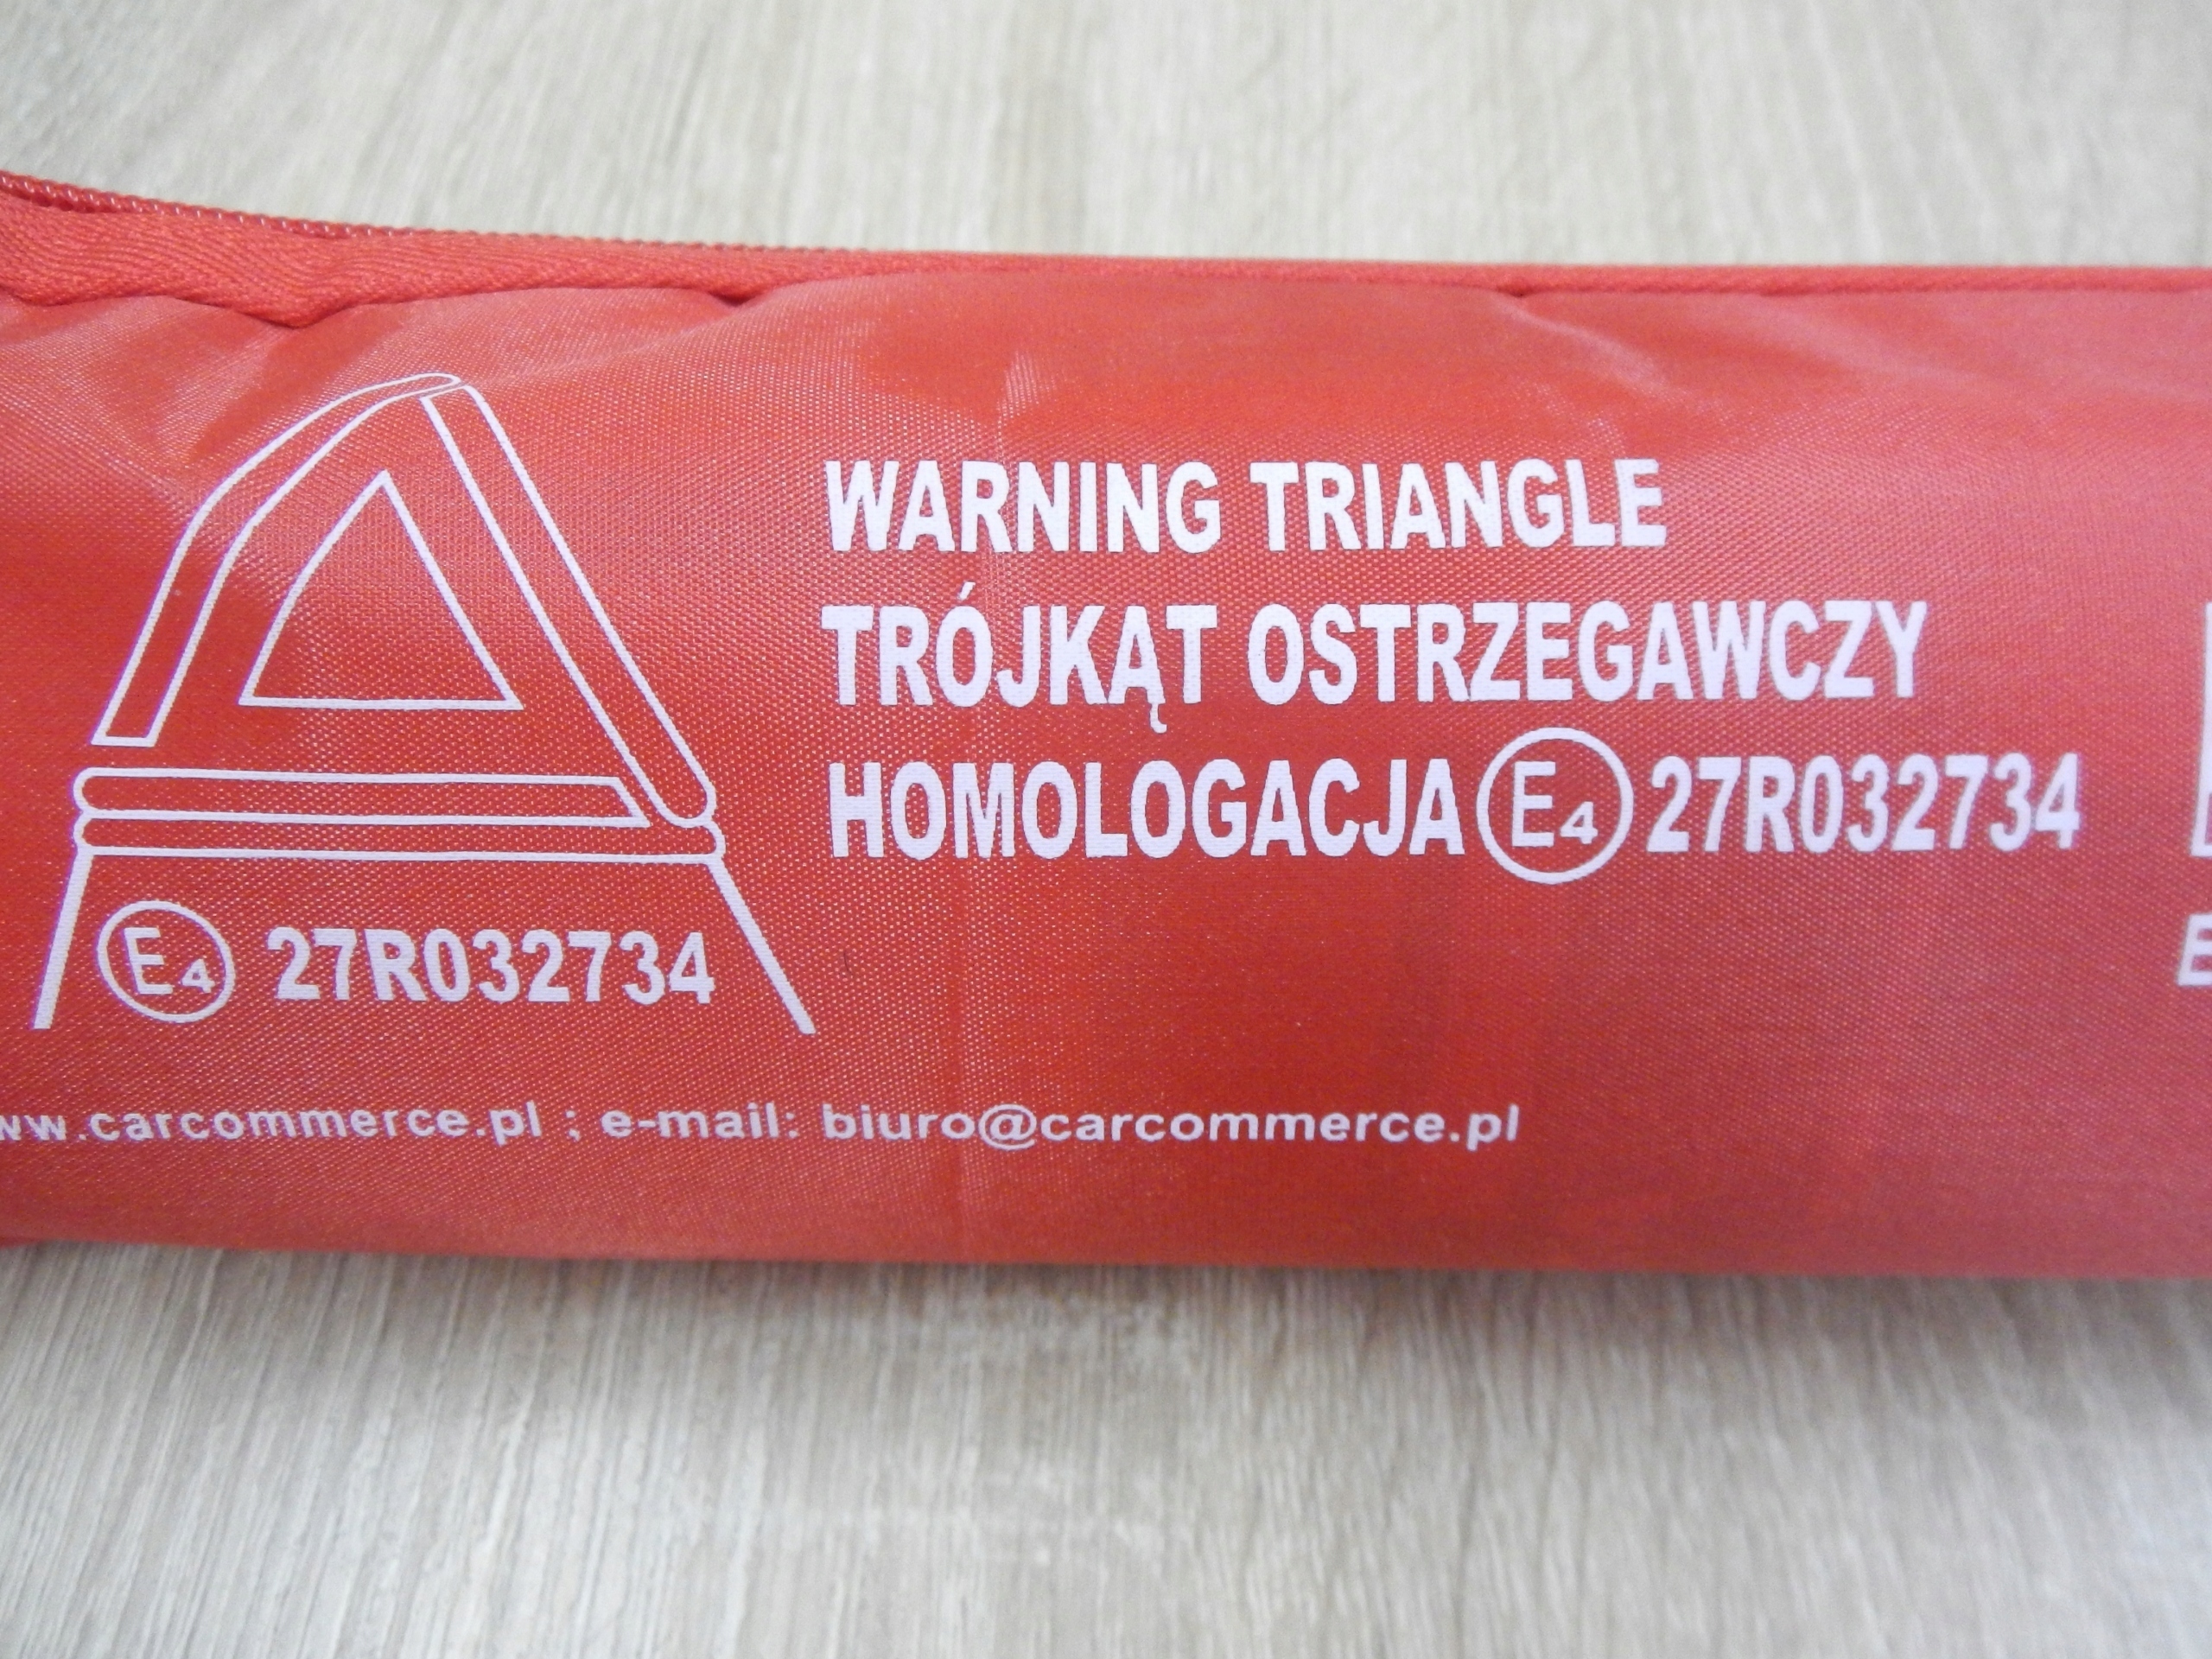 WARNING TRIANGLE
TRÓJKĄT OSTRZEGAWCZY
HOMOLOGACJA E4 27R032734
E4 27R032734
www.carcommerce.pl ; e-mail: biuro@carcommerce.pl